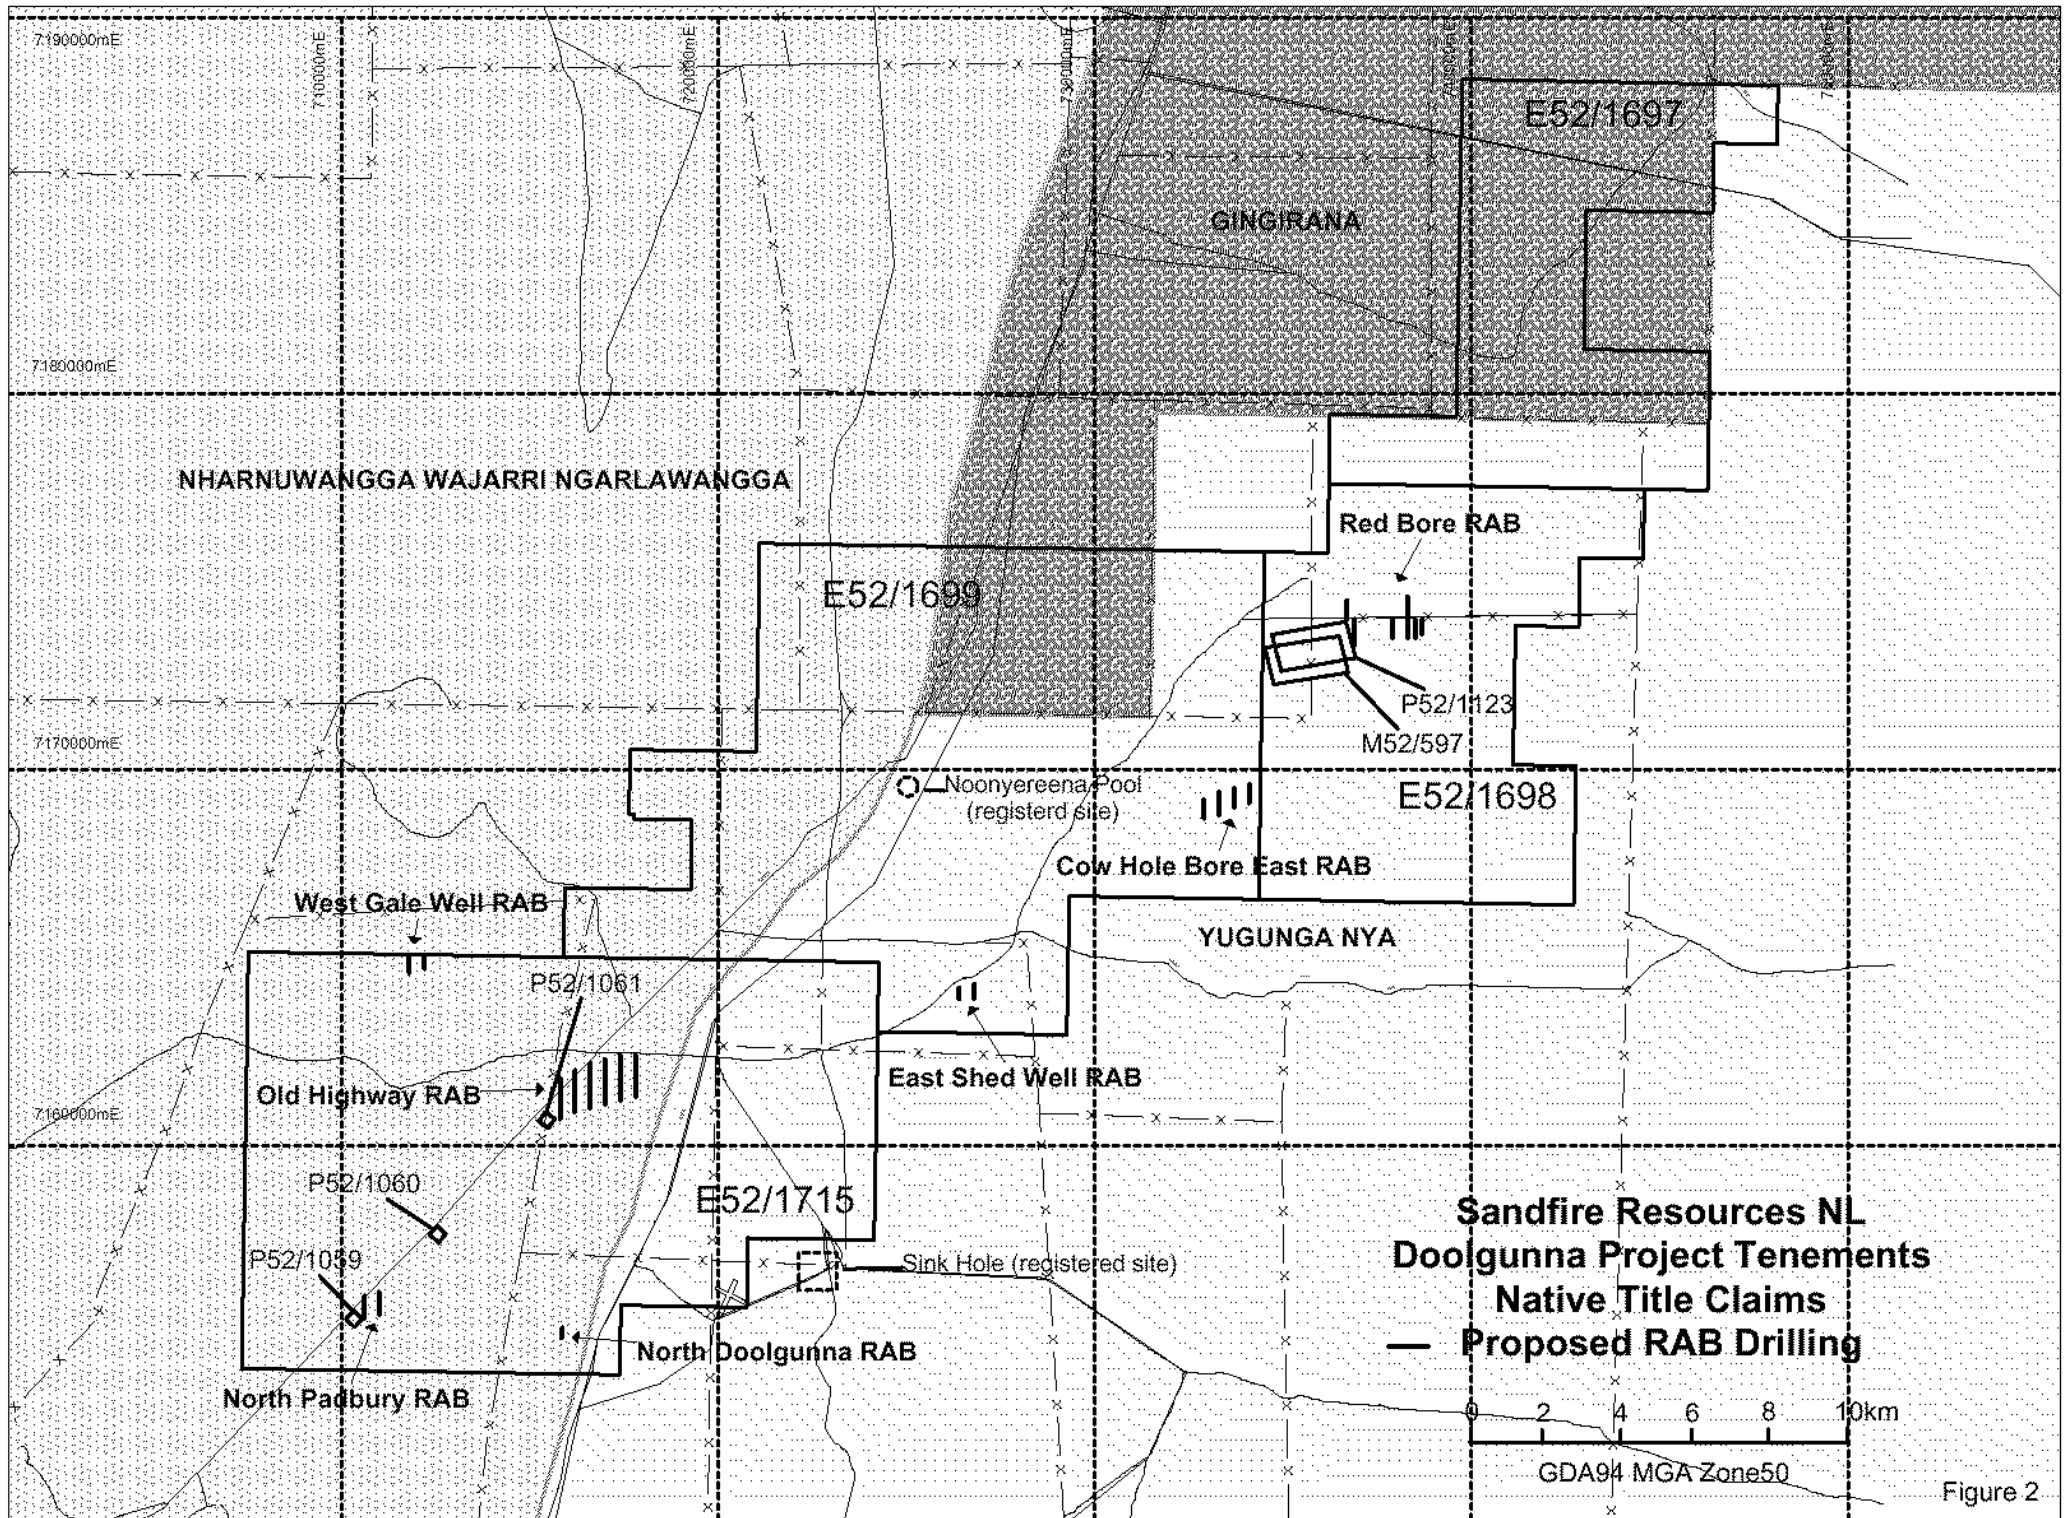 7190000mE
710000mE
720000mE
E52/1697
GINGIRANA
7180000mE
NHARNUWANGGA WAJARRI NGARLAWANGGA
Red Bore RAB
E52/1699
P52/1123
M52/597
7170000mE
Noonyereena Pool
(registerd site)
E52/1698
Cow Hole Bore East RAB
West Gale Well RAB
YUGUNGA NYA
P52/1061
East Shed Well RAB
Old Highway RAB
7160000mE
P52/1060
E52/1715
P52/1059
Sink Hole (registered site)
North Doolgunna RAB
North Padbury RAB
Sandfire Resources NL
Doolgunna Project Tenements
Native Title Claims
Proposed RAB Drilling
0 2 4 6 8 10km
GDA94 MGA Zone50
Figure 2